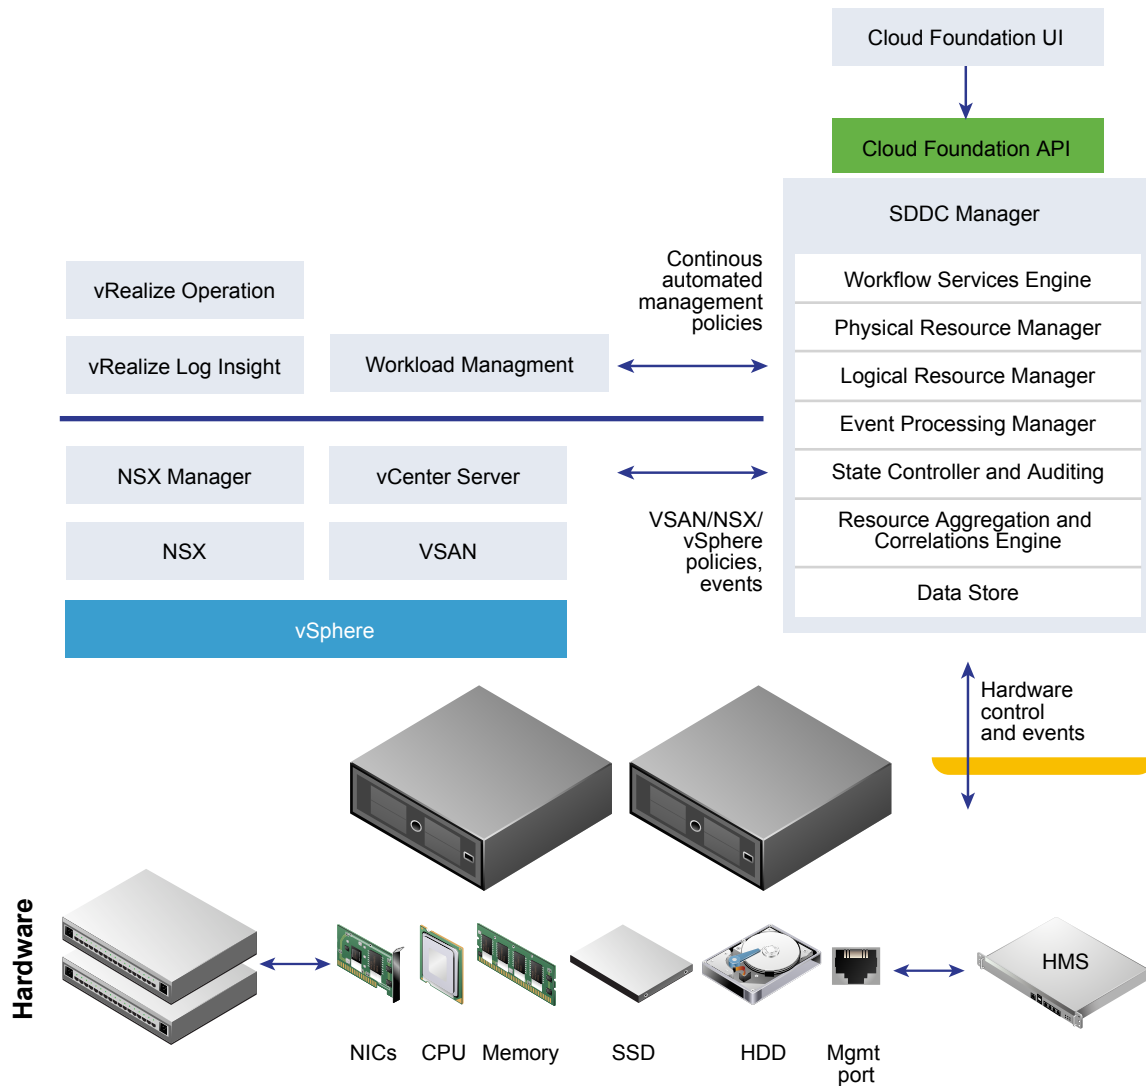 Cloud Foundation UI
Cloud Foundation API
SDDC Manager
Workflow Services Engine
Physical Resource Manager
Logical Resource Manager
Event Processing Manager
State Controller and Auditing
Resource Aggregation and
Correlations Engine
Data Store
Continous
automated
management
policies
vRealize Operation
vRealize Log Insight
Workload Managment
NSX Manager
vCenter Server
NSX
VSAN
VSAN/NSX/
vSphere
policies,
events
vSphere
Hardware
control
and events
Hardware
HMS
NICs
CPU
Memory
SSD
HDD
Mgmt
port